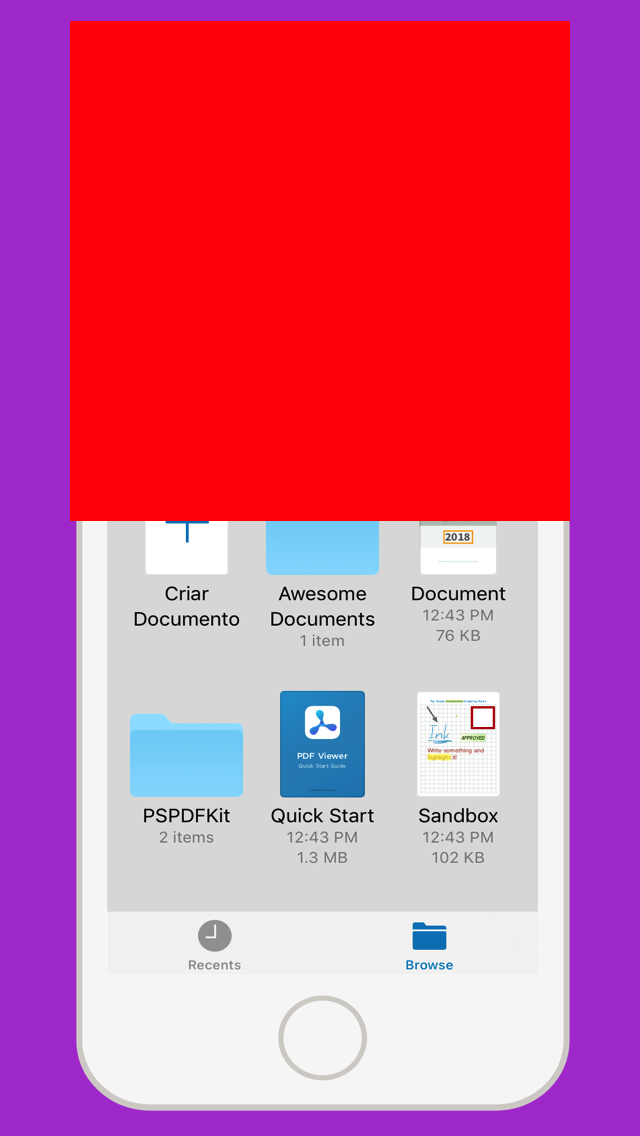 2018
Criar
Documento
Awesome
Documents
1 item
Document
12:43 PM
76 KB
PDF Viewer
Quick Start Guide
Ink
APPROVED
Write something and
highlight it!
PSPDFKit
2 items
Quick Start
12:43 PM
1.3 MB
Sandbox
12:43 PM
102 KB
Recents
Browse